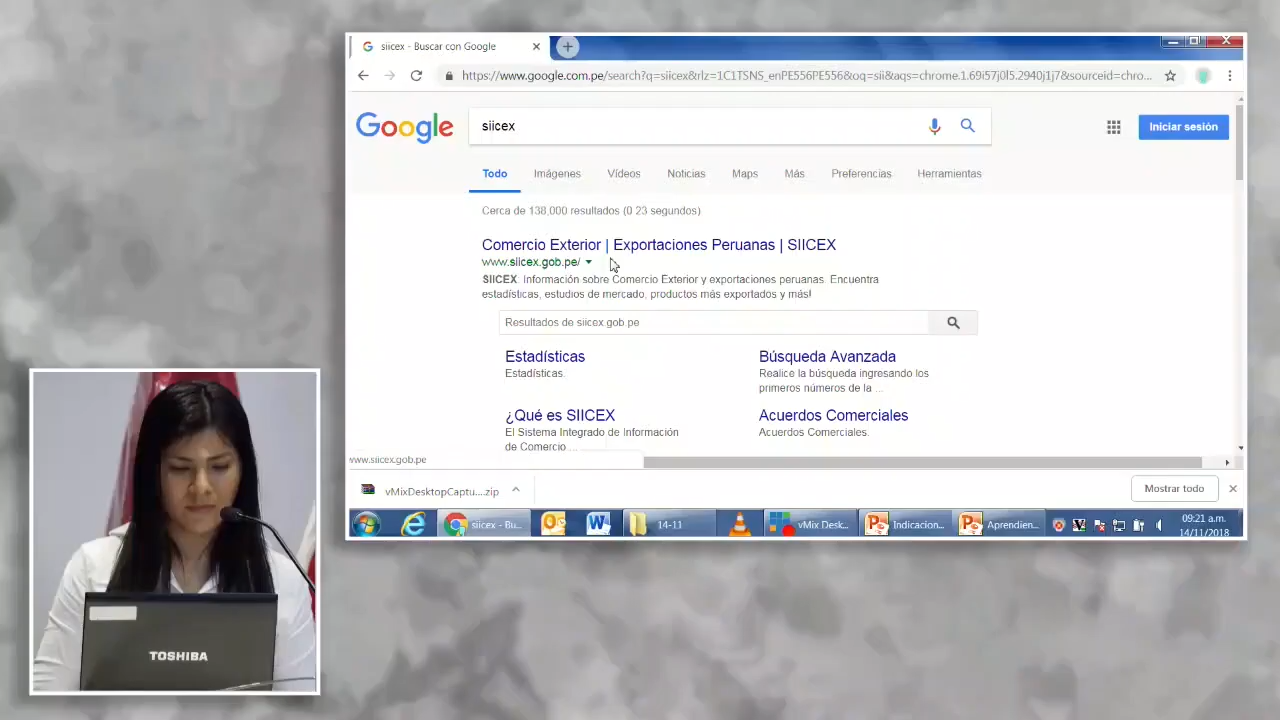 siicex - Buscar con Google
https://www.google.com.pe/search?q=siicex&rlz=1C1TSNS_enPE556PE556&oq=sii&aqs=chrome.1.69i57j0l5.2940j1j7&sourceid=chro...
Google
siicex
Iniciar sesión
Todo Imágenes Vídeos Noticias Maps Más Preferencias Herramientas
Cerca de 138,000 resultados (0 23 segundos)
Comercio Exterior | Exportaciones Peruanas | SIICEX
www.siicex.gob.pe/
SIICEX. Información sobre Comercio Exterior y exportaciones peruanas. Encuentra
estadísticas, estudios de mercado, productos más exportados y más!
Resultados de siicex.gob pe
Estadísticas
Estadísticas.
Búsqueda Avanzada
Realice la búsqueda ingresando los
primeros números de la ...
¿Qué es SIICEX
El Sistema Integrado de Información
de Comercio ...
Acuerdos Comerciales
Acuerdos Comerciales.
www.siicex.gob.pe
vMixDesktopCaptu....zip
Mostrar todo
siicex - Bu...
14-11
vMix Desk...
Indicacion...
Aprendien...
09:21 a.m.
14/11/2018
TOSHIBA